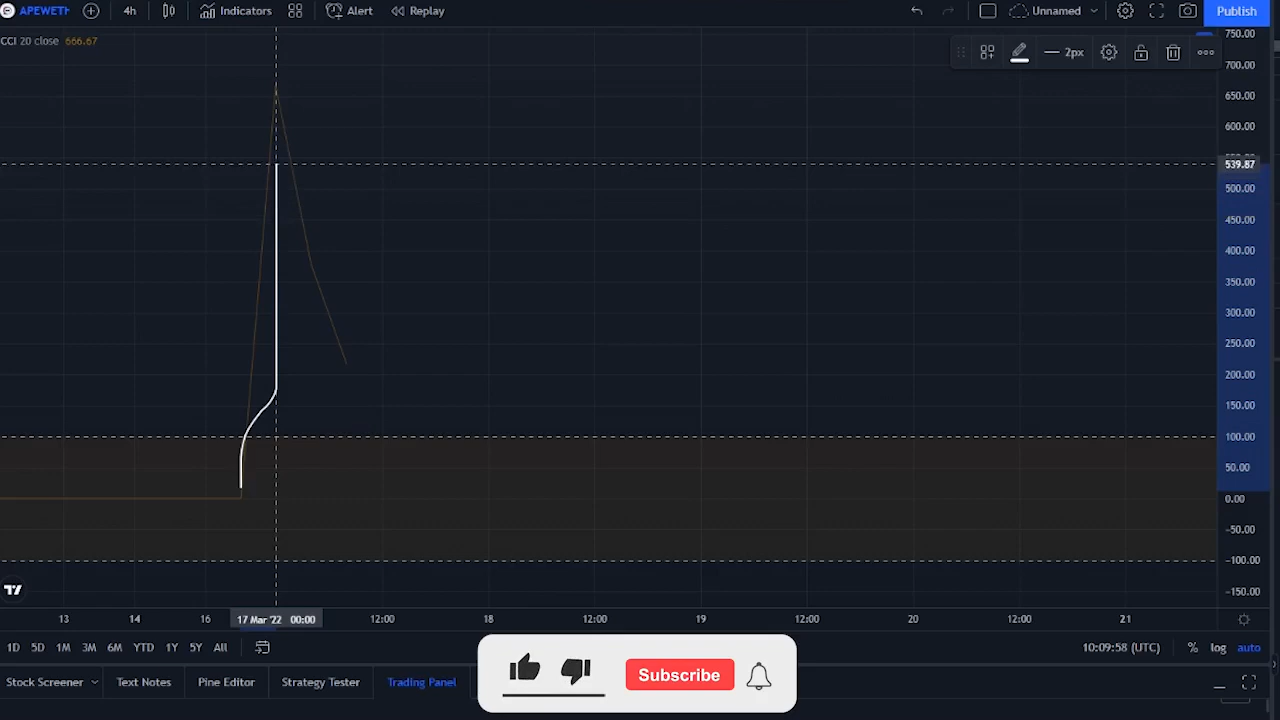 APEWETH 4h Indicators Alert Replay Unnamed Publish
CCI 20 close 666.67
2px
750.00
700.00
650.00
600.00
539.87
500.00
450.00
400.00
350.00
300.00
250.00
200.00
150.00
100.00
50.00
0.00
−50.00
−100.00
−150.00
13 14 16 17 Mar '22 00:00 12:00 18 12:00 19 12:00 20 12:00 21
1D 5D 1M 3M 6M YTD 1Y 5Y All 10:09:58 (UTC) % log auto
Stock Screener Text Notes Pine Editor Strategy Tester Trading Panel
Subscribe